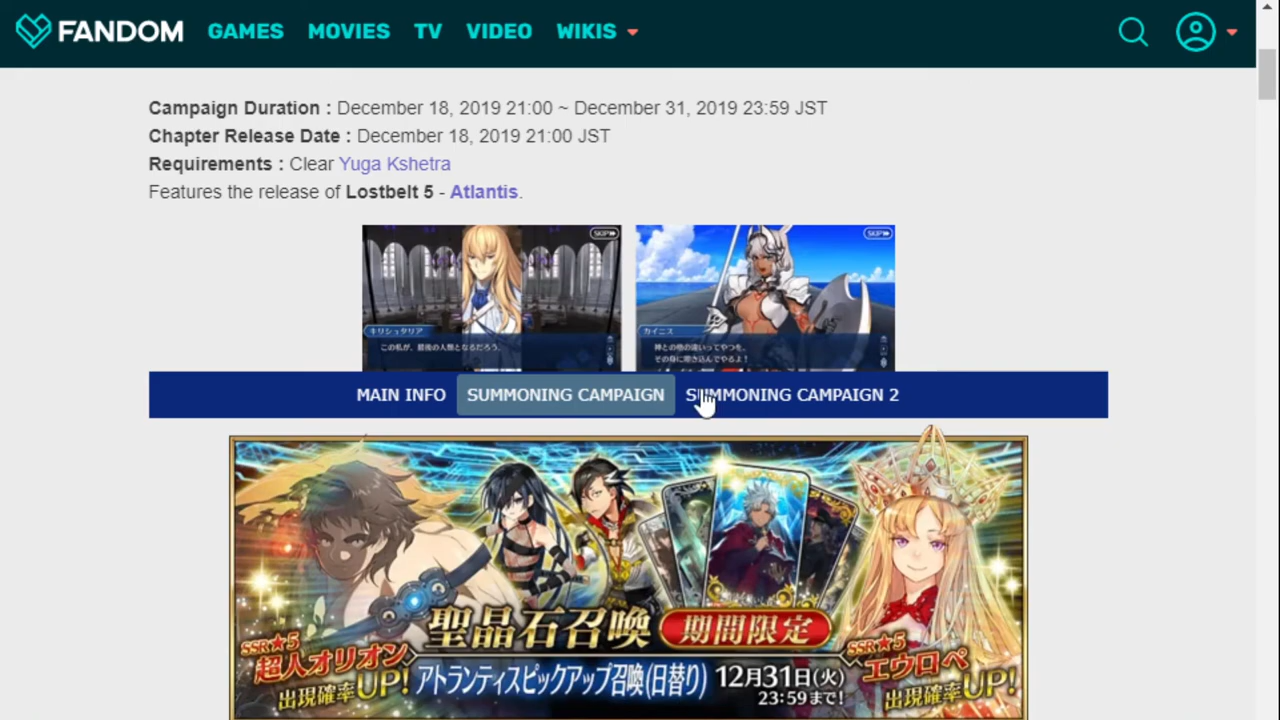 FANDOM GAMES MOVIES TV VIDEO WIKIS
Campaign Duration : December 18, 2019 21:00 ~ December 31, 2019 23:59 JST
Chapter Release Date : December 18, 2019 21:00 JST
Requirements : Clear Yuga Kshetra
Features the release of Lostbelt 5 - Atlantis.
SKIP
キリシュタリア
この私が、最後の人類となるだろう。
SKIP
カイニス
神との格の違いってやつを、
その身に叩き込んでやるよ！
MAIN INFO SUMMONING CAMPAIGN SUMMONING CAMPAIGN 2
聖晶石召喚 期間限定
SSR★5
超人オリオン
出現確率UP!
アトランティスピックアップ召喚(日替り)
12月31日(火)
23:59まで!
SSR★5
エウロペ
出現確率UP!